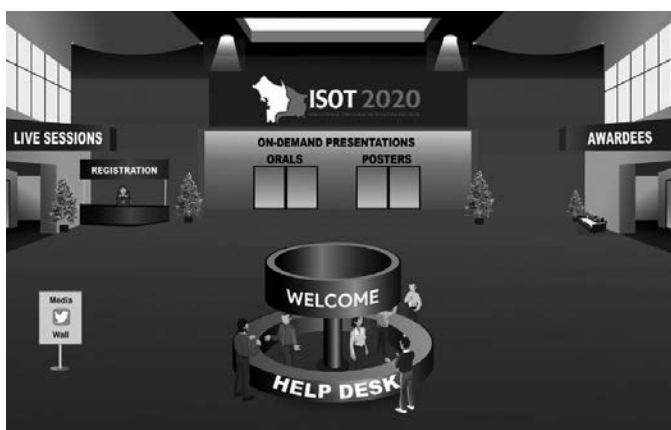 ISOT 2020
LIVE SESSIONS
ON-DEMAND PRESENTATIONS
AWARDEES
ORALS
POSTERS
REGISTRATION
WELCOME
Media
Wall
HELP DESK